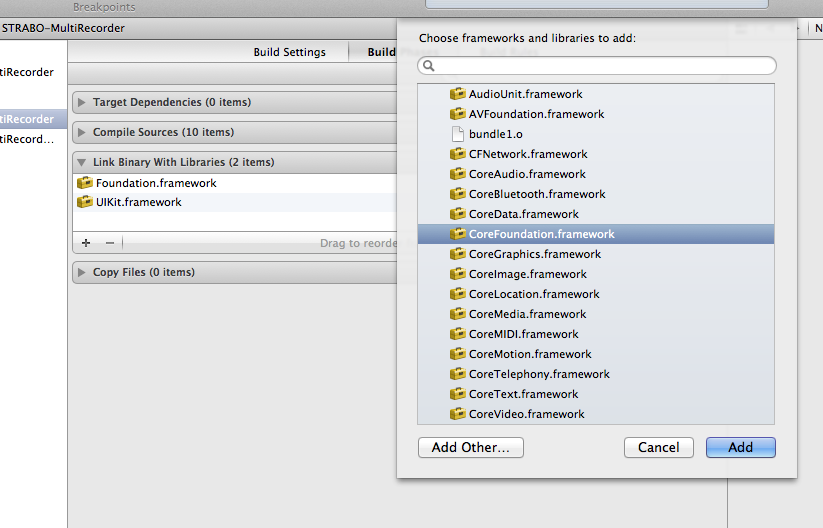 Breakpoints
STRABO-MultiRecorder
N
Build Settings
Build Phases
Build Rules
tiRecorder
tiRecorder
tiRecord...
Target Dependencies (0 items)
Compile Sources (10 items)
Link Binary With Libraries (2 items)
Foundation.framework
UIKit.framework
+ −
Drag to reorde
Copy Files (0 items)
Choose frameworks and libraries to add:
AudioUnit.framework
AVFoundation.framework
bundle1.o
CFNetwork.framework
CoreAudio.framework
CoreBluetooth.framework
CoreData.framework
CoreFoundation.framework
CoreGraphics.framework
CoreImage.framework
CoreLocation.framework
CoreMedia.framework
CoreMIDI.framework
CoreMotion.framework
CoreTelephony.framework
CoreText.framework
CoreVideo.framework
Add Other...
Cancel
Add